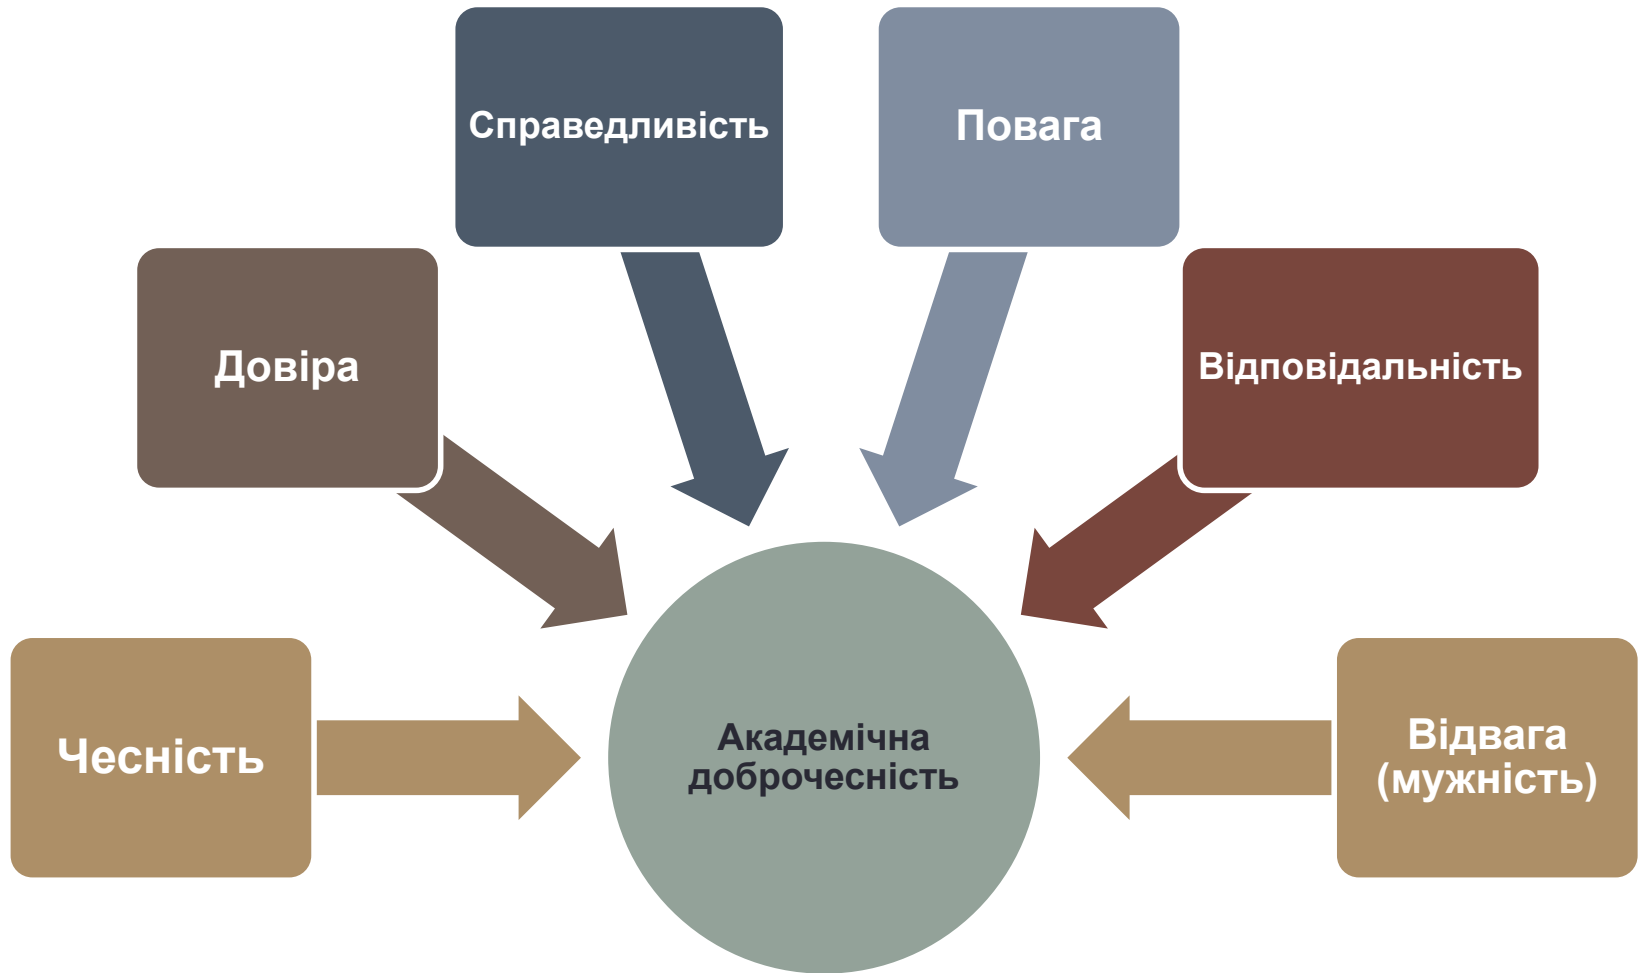 Справедливість
Повага
Довіра
Відповідальність
Чесність
Академічна
доброчесність
Відвага
(мужність)